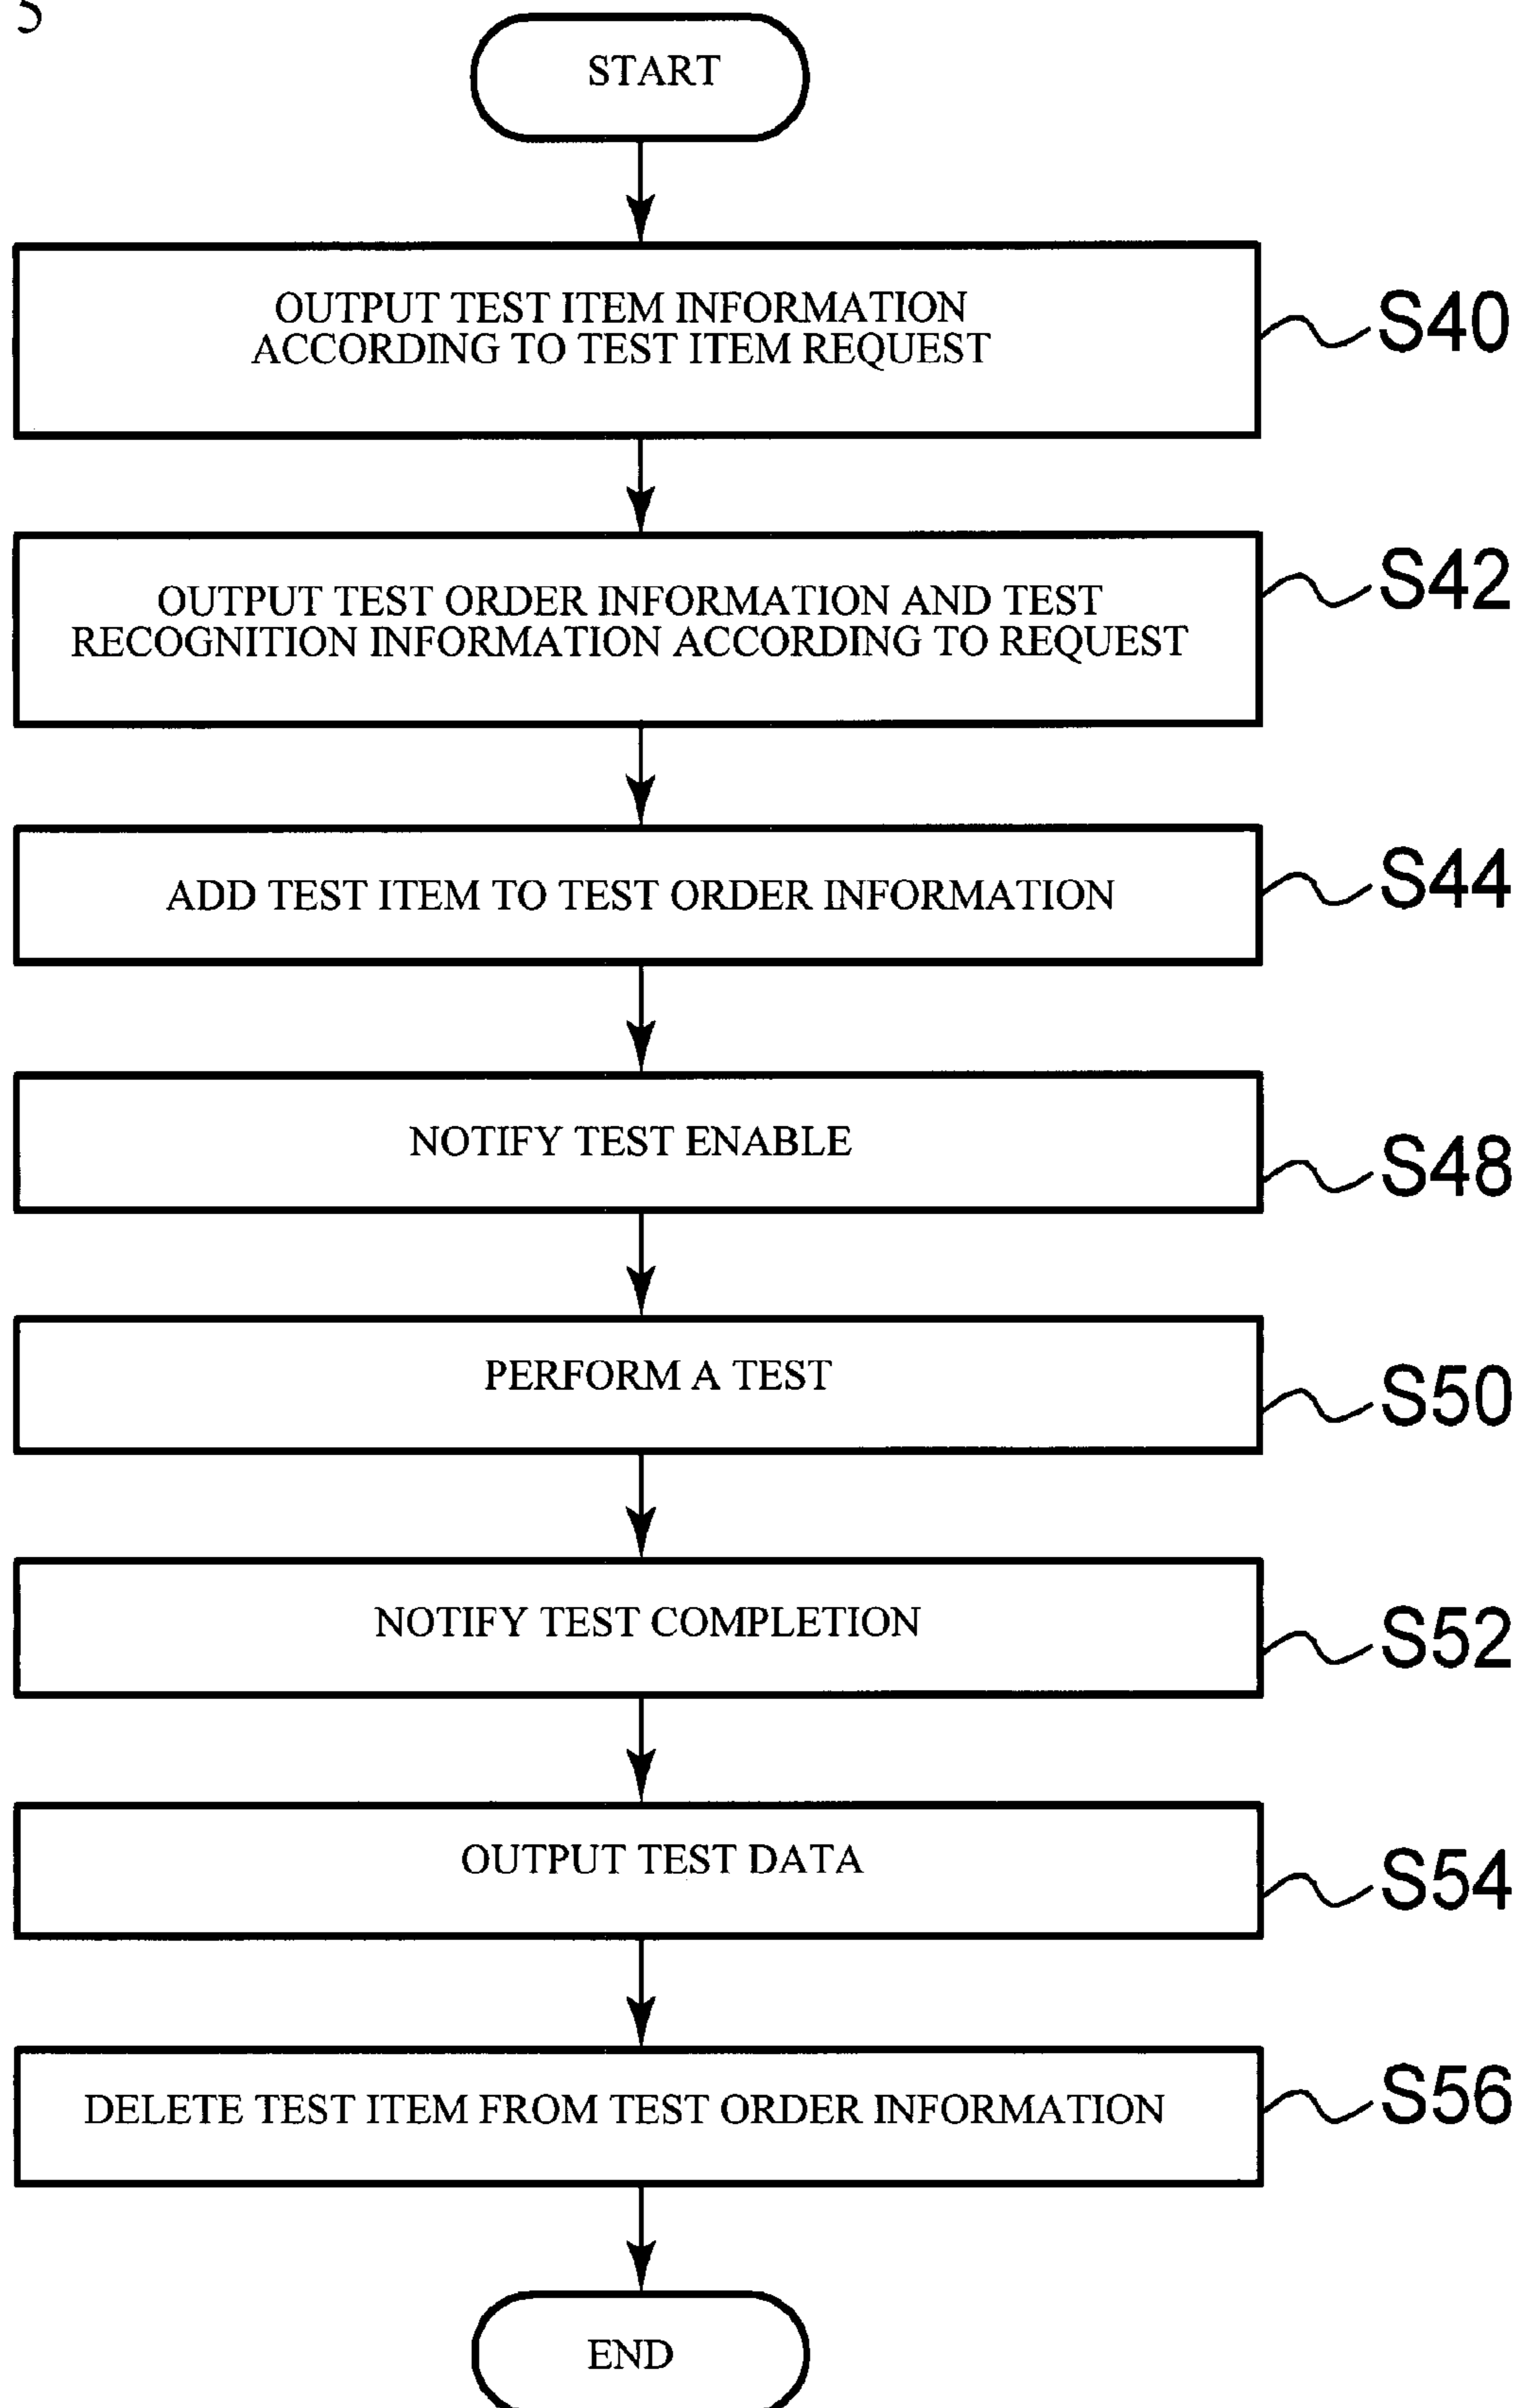 START
OUTPUT TEST ITEM INFORMATION
ACCORDING TO TEST ITEM REQUEST
S40
OUTPUT TEST ORDER INFORMATION AND TEST
RECOGNITION INFORMATION ACCORDING TO REQUEST
S42
ADD TEST ITEM TO TEST ORDER INFORMATION
S44
NOTIFY TEST ENABLE
S48
PERFORM A TEST
S50
NOTIFY TEST COMPLETION
S52
OUTPUT TEST DATA
S54
DELETE TEST ITEM FROM TEST ORDER INFORMATION
S56
END